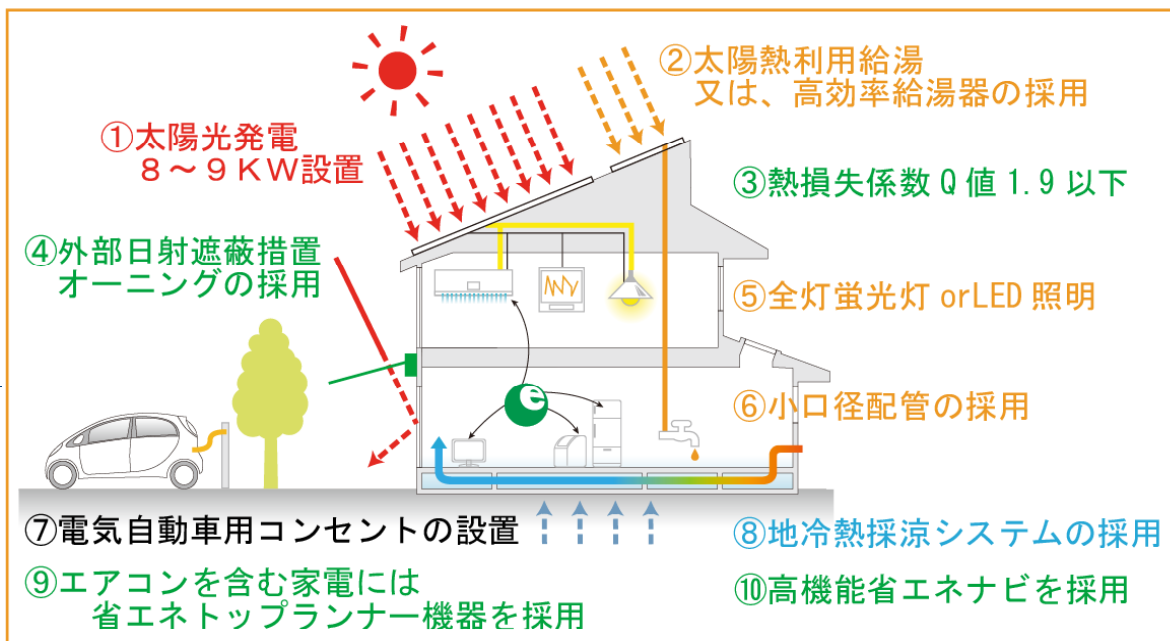 ①太陽光発電
８～９ＫＷ設置
②太陽熱利用給湯
又は、高効率給湯器の採用
③熱損失係数 Q 値 1.9 以下
④外部日射遮蔽措置
オーニングの採用
⑤全灯蛍光灯 orLED 照明
e
⑥小口径配管の採用
⑦電気自動車用コンセントの設置
⑧地冷熱採涼システムの採用
⑨エアコンを含む家電には
省エネトップランナー機器を採用
⑩高機能省エネナビを採用